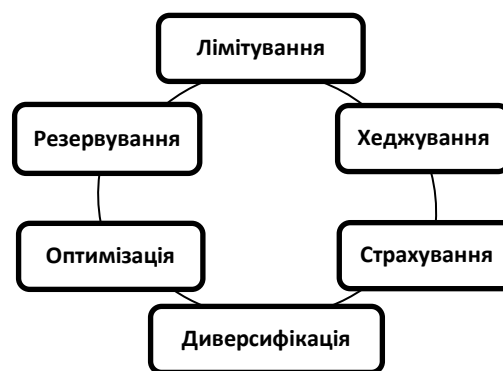 Лімітування
Резервування
Хеджування
Оптимізація
Страхування
Диверсифікація